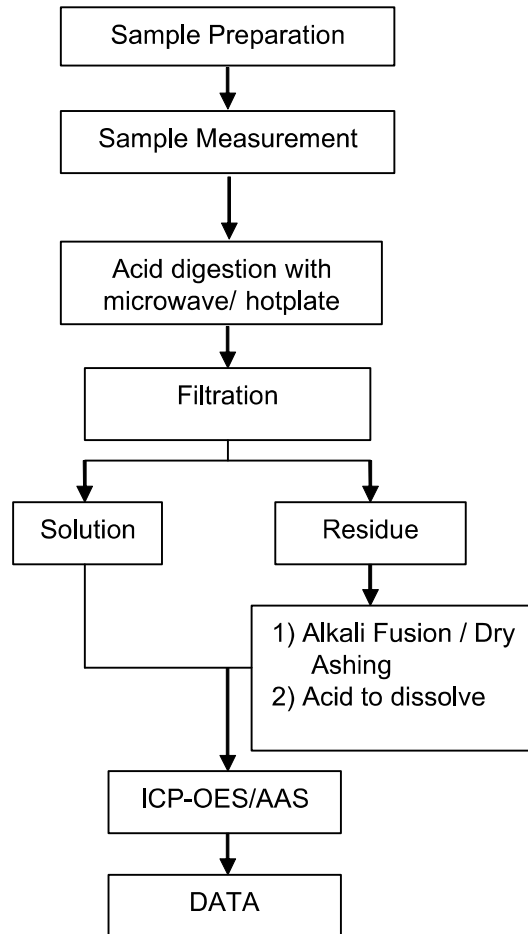 Sample Preparation
Sample Measurement
Acid digestion with
microwave/ hotplate
Filtration
Solution
Residue
1) Alkali Fusion / Dry
Ashing
2) Acid to dissolve
ICP-OES/AAS
DATA